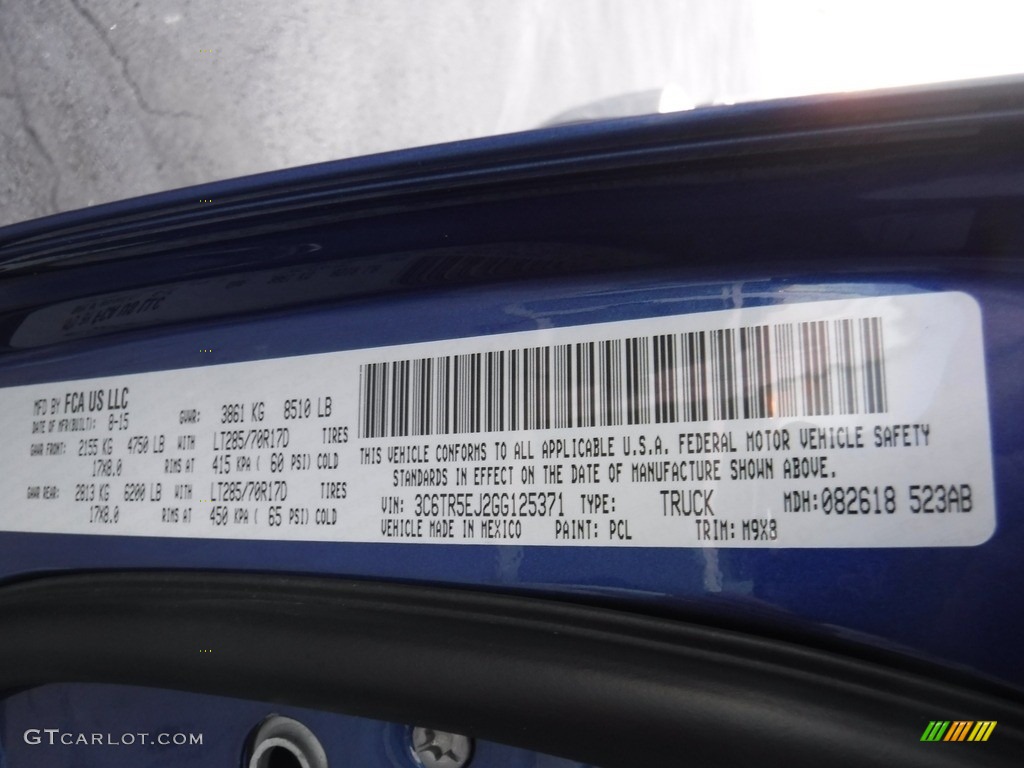 MFD BY FCA US LLC
DATE OF MFR(BUILT): 8-15 GVWR: 3861 KG 8510 LB
GAWR FRONT: 2155 KG 4750 LB WITH LT285/70R17D TIRES
17X8.0 RIMS AT 415 KPA ( 60 PSI) COLD
GAWR REAR: 2813 KG 6200 LB WITH LT285/70R17D TIRES
17X8.0 RIMS AT 450 KPA ( 65 PSI) COLD
THIS VEHICLE CONFORMS TO ALL APPLICABLE U.S.A. FEDERAL MOTOR VEHICLE SAFETY
STANDARDS IN EFFECT ON THE DATE OF MANUFACTURE SHOWN ABOVE.
VIN: 3C6TR5EJ2GG125371 TYPE: TRUCK MDH: 082618 523AB
VEHICLE MADE IN MEXICO PAINT: PCL TRIM: M9X8
GTCARLOT.COM